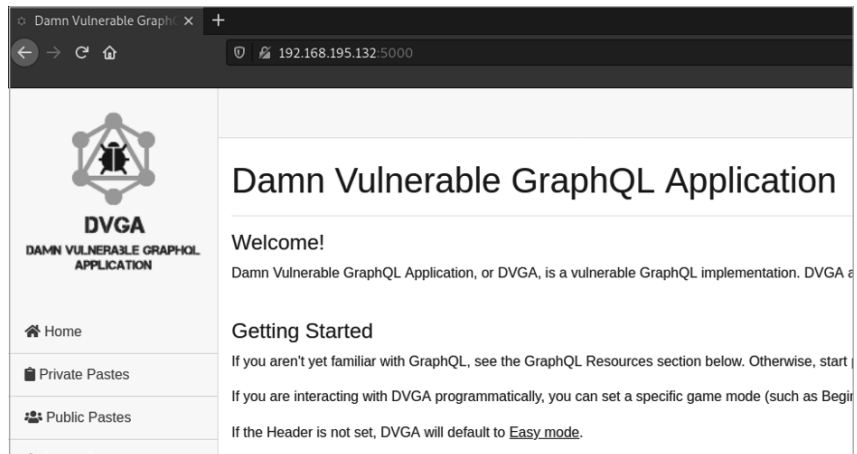 Damn Vulnerable Graph
192.168.195.132:5000
DVGA
DAMN VULNERABLE GRAPHQL
APPLICATION
Home
Private Pastes
Public Pastes
Damn Vulnerable GraphQL Application
Welcome!
Damn Vulnerable GraphQL Application, or DVGA, is a vulnerable GraphQL implementation. DVGA a
Getting Started
If you aren't yet familiar with GraphQL, see the GraphQL Resources section below. Otherwise, start
If you are interacting with DVGA programmatically, you can set a specific game mode (such as Begi
If the Header is not set, DVGA will default to Easy mode.